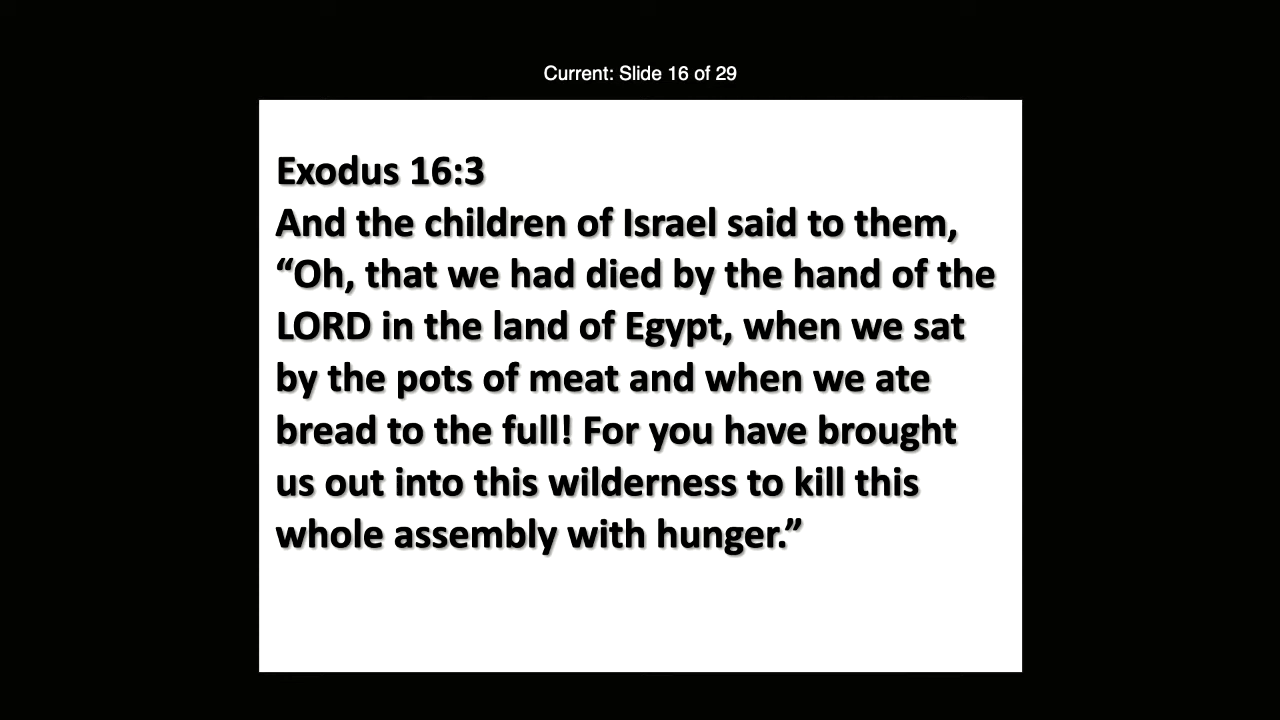 Current: Slide 16 of 29
Exodus 16:3
And the children of Israel said to them,
“Oh, that we had died by the hand of the
LORD in the land of Egypt, when we sat
by the pots of meat and when we ate
bread to the full! For you have brought
us out into this wilderness to kill this
whole assembly with hunger.”